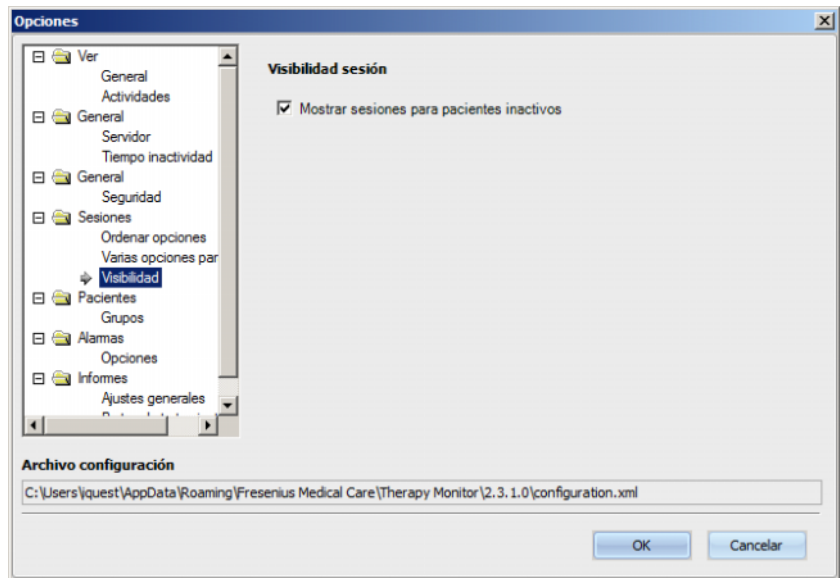 Opciones
Ver
General
Actividades
General
Servidor
Tiempo inactividad
General
Seguridad
Sesiones
Ordenar opciones
Varias opciones par
Visibilidad
Pacientes
Grupos
Alarmas
Opciones
Informes
Ajustes generales
Visibilidad sesión
Mostrar sesiones para pacientes inactivos
Archivo configuración
C:\Users\iquest\AppData\Roaming\Fresenius Medical Care\Therapy Monitor\2.3.1.0\configuration.xml
OK
Cancelar